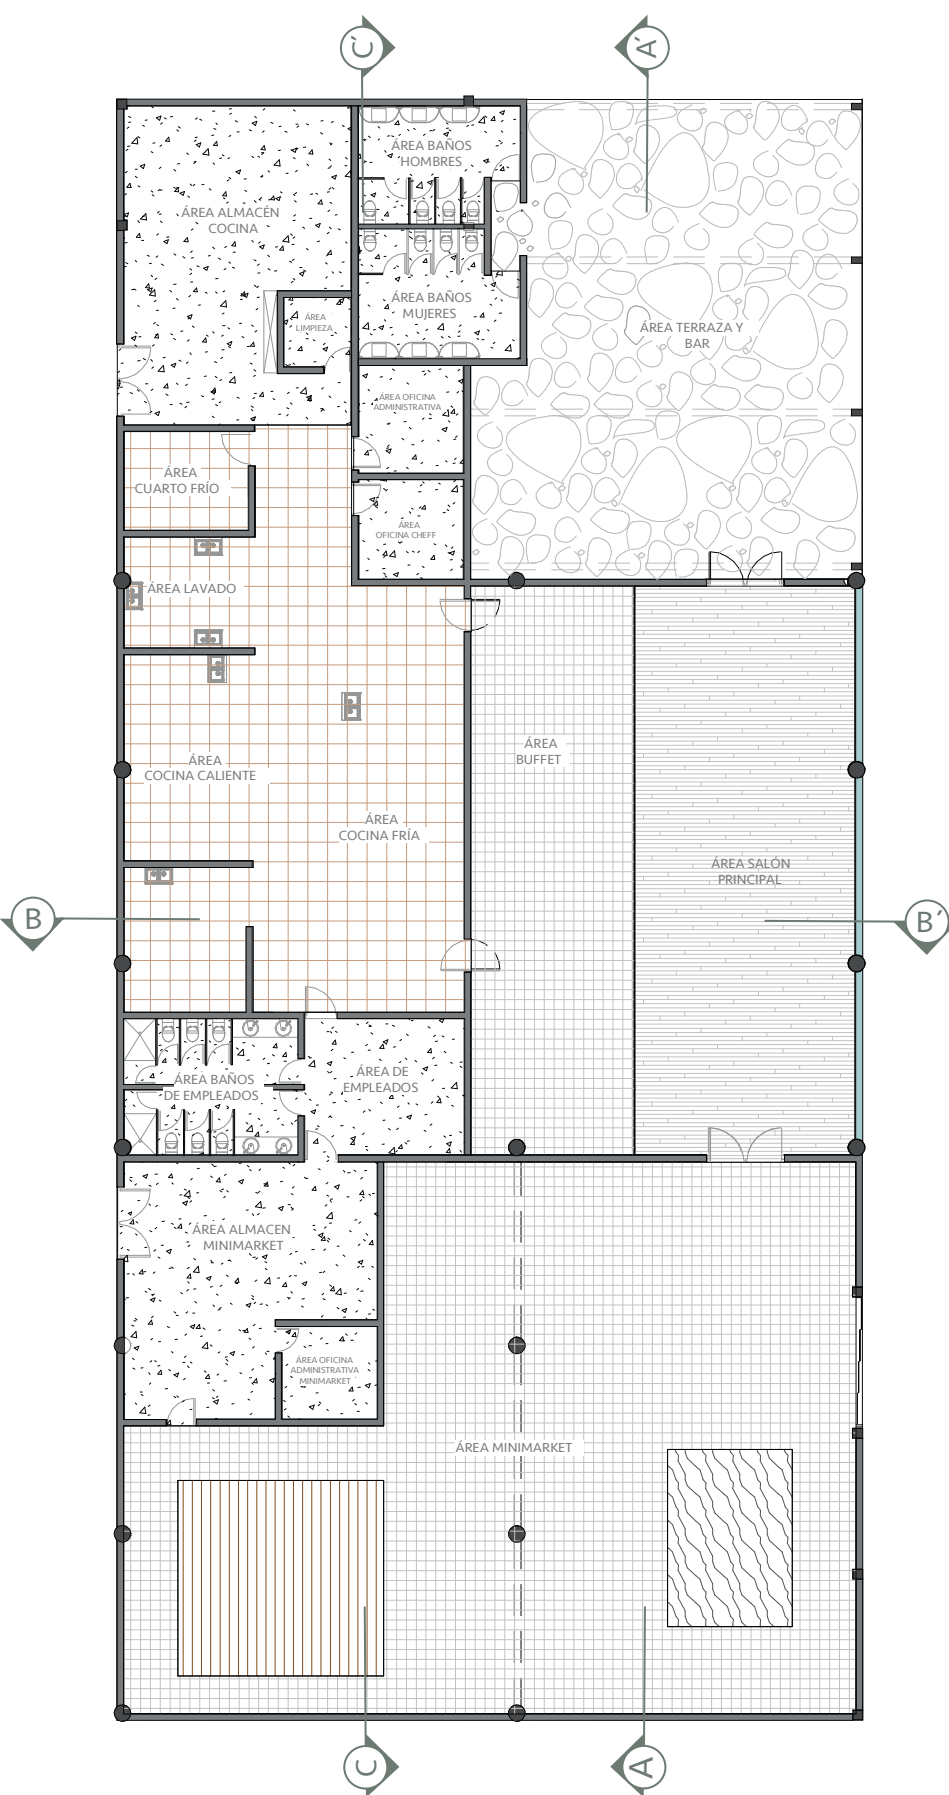 C´
A´
ÁREA BAÑOS
HOMBRES
ÁREA ALMACÉN
COCINA
ÁREA BAÑOS
MUJERES
ÁREA
LIMPIEZA
ÁREA TERRAZA Y
BAR
ÁREA OFICINA
ADMINISTRATIVA
ÁREA
CUARTO FRÍO
ÁREA
OFICINA CHEFF
ÁREA LAVADO
ÁREA
BUFFET
ÁREA
COCINA CALIENTE
ÁREA
COCINA FRÍA
ÁREA SALÓN
PRINCIPAL
B
B´
ÁREA BAÑOS
DE EMPLEADOS
ÁREA DE
EMPLEADOS
ÁREA ALMACEN
MINIMARKET
ÁREA OFICINA
ADMINISTRATIVA
MINIMARKET
ÁREA MINIMARKET
C
A